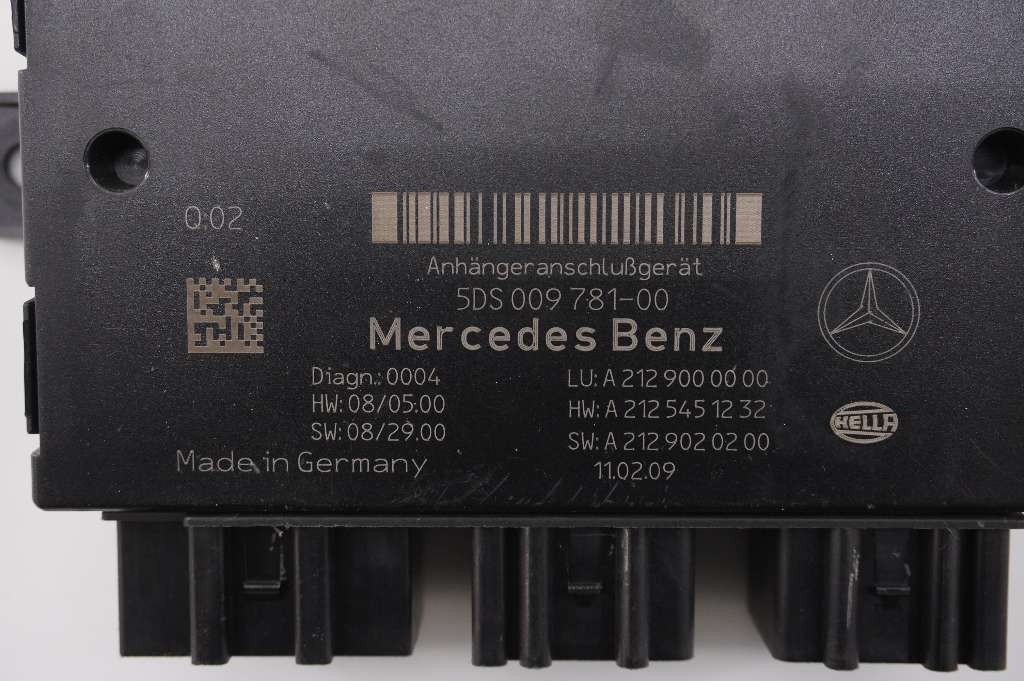 Q:02
Anhängeranschlußgerät
5DS 009 781-00
Mercedes Benz
Diagn.: 0004
HW: 08/05.00
SW: 08/29.00
LU: A 212 900 00 00
HW: A 212 545 12 32
SW: A 212 902 02 00
11.02.09
Made in Germany
HELLA